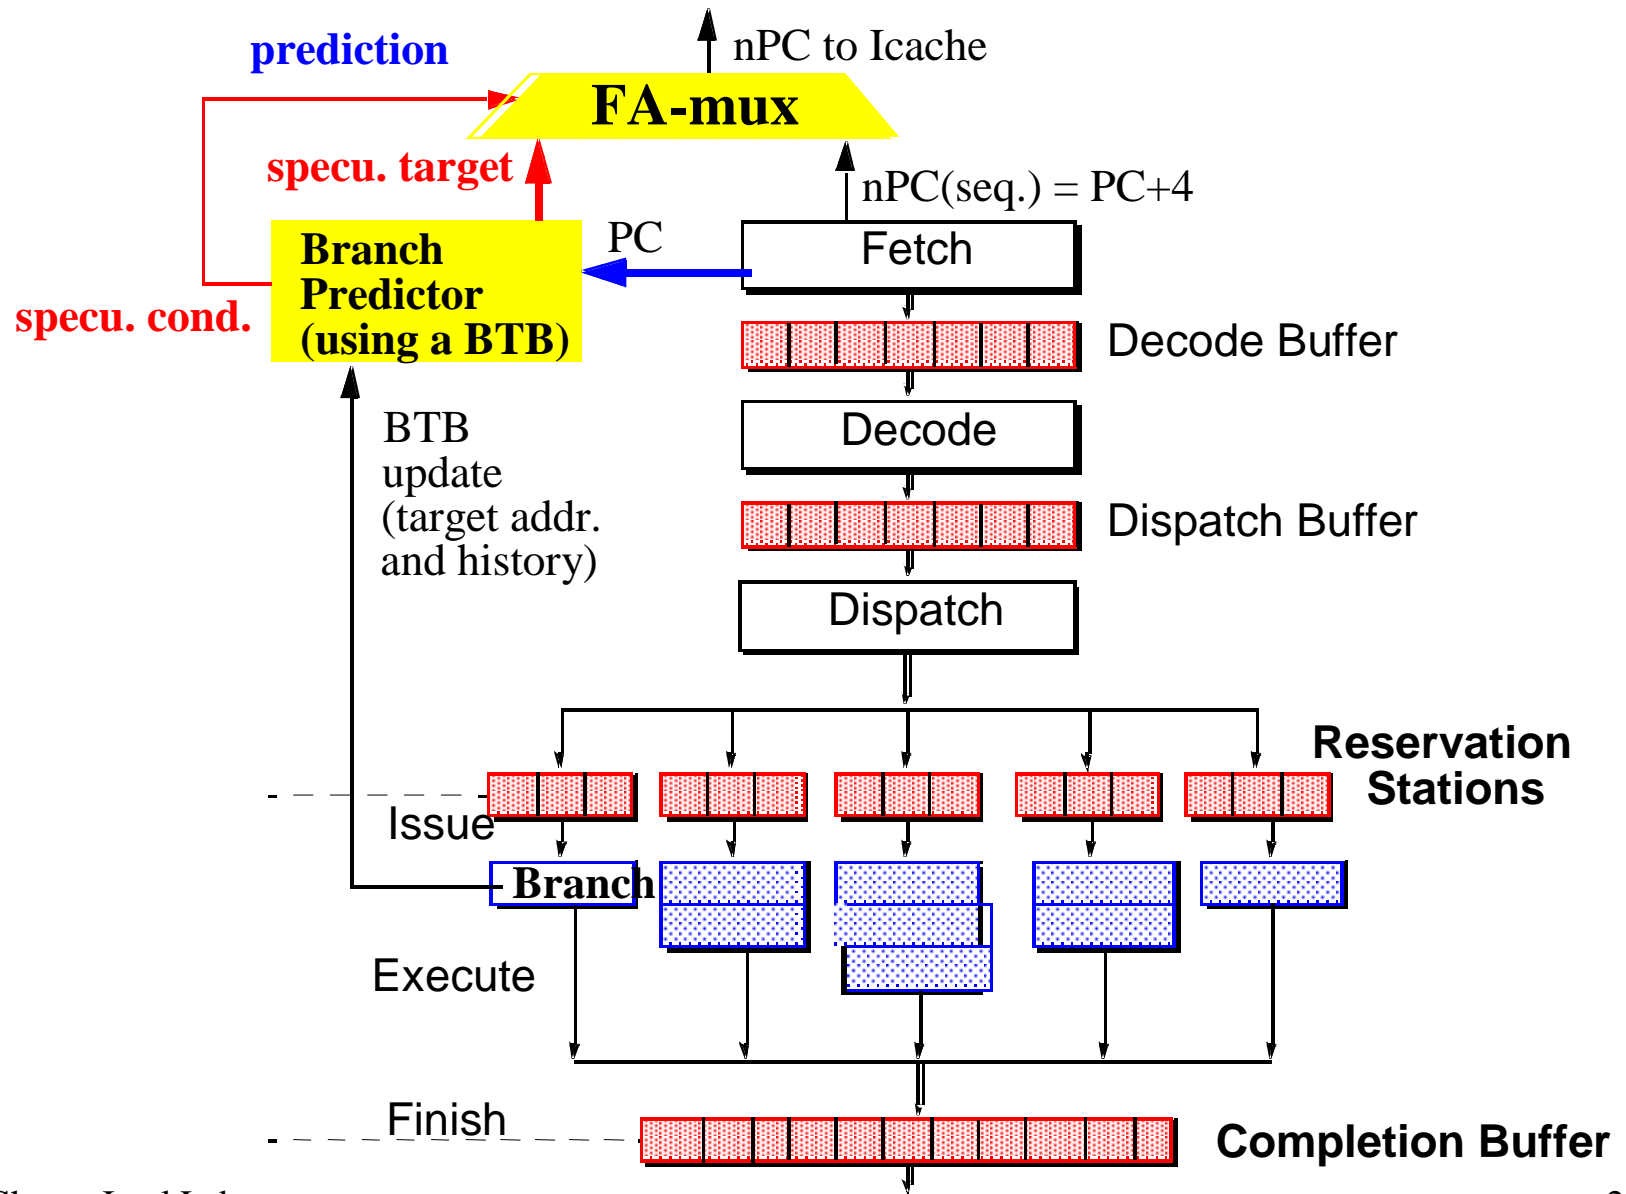 prediction
nPC to Icache
FA-mux
specu. target
nPC(seq.) = PC+4
Branch
Predictor
(using a BTB)
PC
Fetch
specu. cond.
Decode Buffer
BTB
update
(target addr.
and history)
Decode
Dispatch Buffer
Dispatch
Reservation
Stations
Issue
Branch
Execute
Finish
Completion Buffer